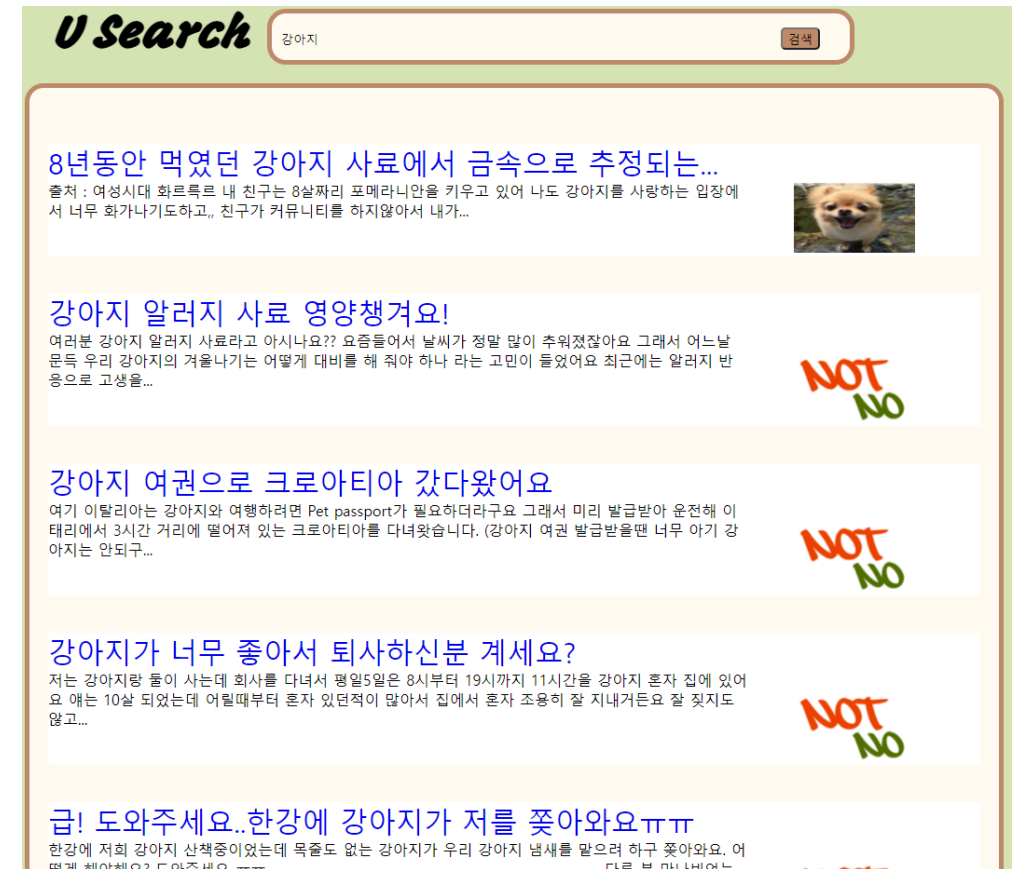 U Search
강아지
검색
8년동안 먹였던 강아지 사료에서 금속으로 추정되는...
출처 : 여성시대 화르륵르 내 친구는 8살짜리 포메라니안을 키우고 있어 나도 강아지를 사랑하는 입장에
서 너무 화가나기도하고,, 친구가 커뮤니티를 하지않아서 내가...
강아지 알러지 사료 영양챙겨요!
여러분 강아지 알러지 사료라고 아시나요?? 요즘들어서 날씨가 정말 많이 추워졌잖아요 그래서 어느날
문득 우리 강아지의 겨울나기는 어떻게 대비를 해 줘야 하나 라는 고민이 들었어요 최근에는 알러지 반
응으로 고생을...
NOT
NO
강아지 여권으로 크로아티아 갔다왔어요
여기 이탈리아는 강아지와 여행하려면 Pet passport가 필요하더라구요 그래서 미리 발급받아 운전해 이
태리에서 3시간 거리에 떨어져 있는 크로아티아를 다녀왓습니다. (강아지 여권 발급받을땐 너무 아기 강
아지는 안되구...
NOT
NO
강아지가 너무 좋아서 퇴사하신분 계세요?
저는 강아지랑 둘이 사는데 회사를 다녀서 평일5일은 8시부터 19시까지 11시간을 강아지 혼자 집에 있어
요 얘는 10살 되었는데 어릴때부터 혼자 있던적이 많아서 집에서 혼자 조용히 잘 지내거든요 잘 짖지도
않고...
NOT
NO
급! 도와주세요..한강에 강아지가 저를 쫒아와요ㅠㅠ
한강에 저희 강아지 산책중이었는데 목줄도 없는 강아지가 우리 강아지 냄새를 맡으려 하구 쫒아와요. 어